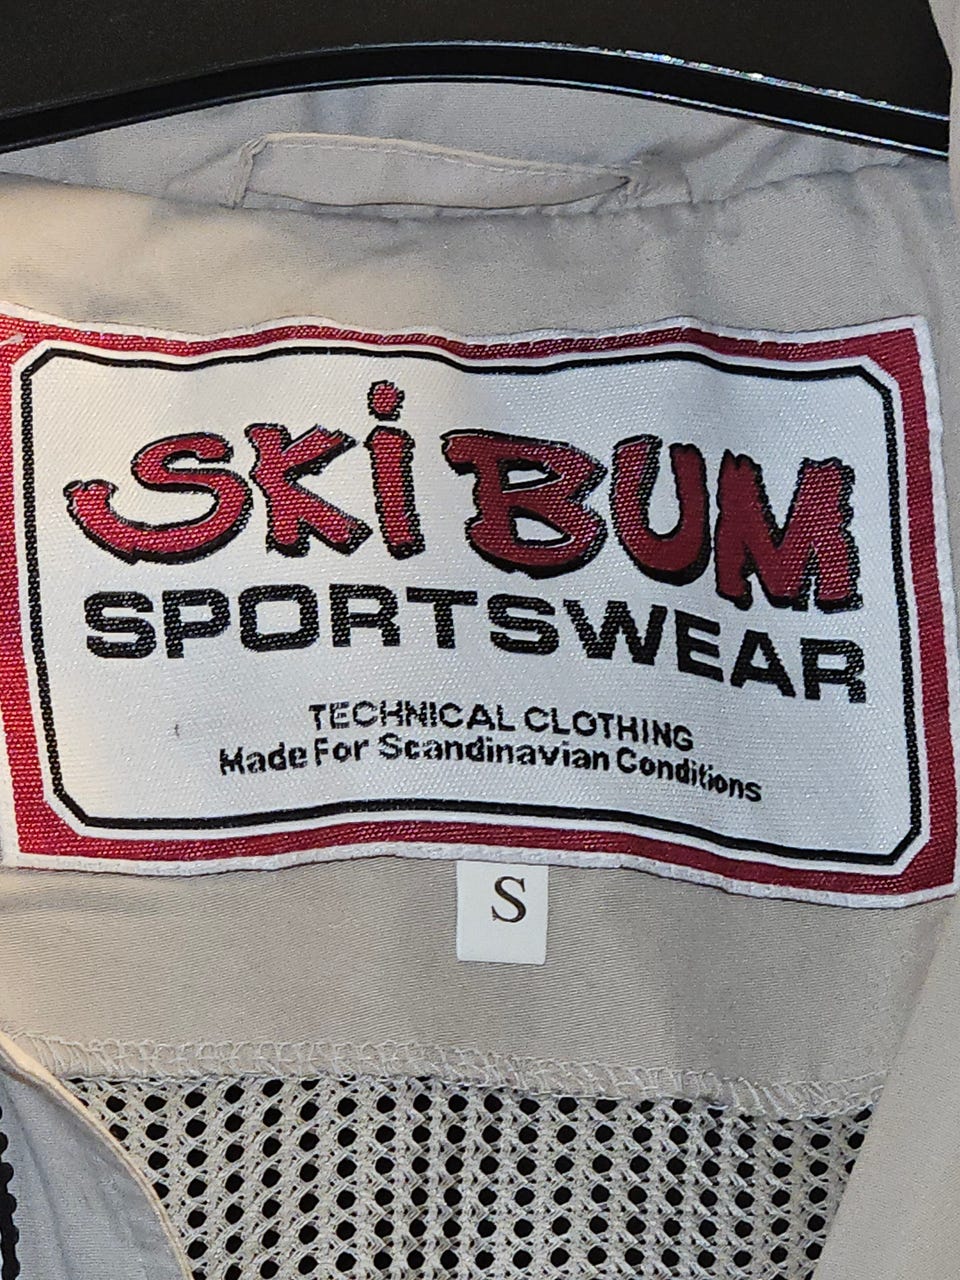 SKi BUM
SPORTSWEAR
TECHNICAL CLOTHING
Made For Scandinavian Conditions
S